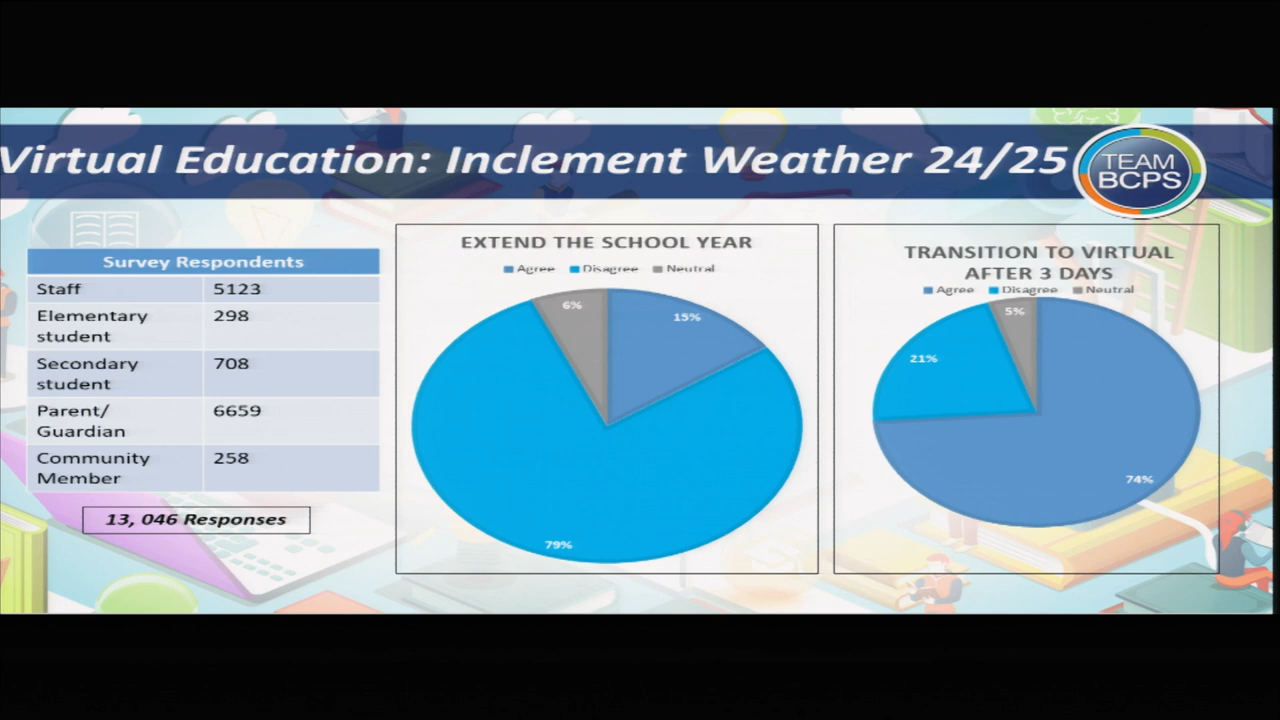 Virtual Education: Inclement Weather 24/25
TEAM
BCPS
Survey Respondents
Staff 5123
Elementary 298
student
Secondary 708
student
Parent/ 6659
Guardian
Community 258
Member
13, 046 Responses
EXTEND THE SCHOOL YEAR
Agree Disagree Neutral
6%
15%
79%
TRANSITION TO VIRTUAL
AFTER 3 DAYS
Agree Disagree Neutral
5%
21%
74%